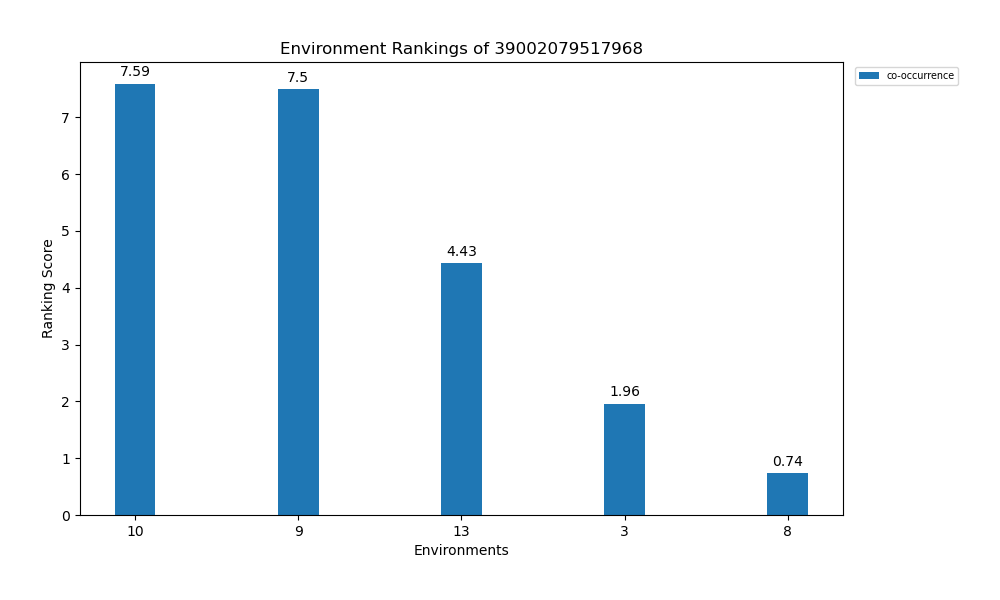 Environment Rankings of 39002079517968
co-occurrence
7.59
7.5
4.43
1.96
0.74
Ranking Score
7
6
5
4
3
2
1
0
10 9 13 3 8
Environments